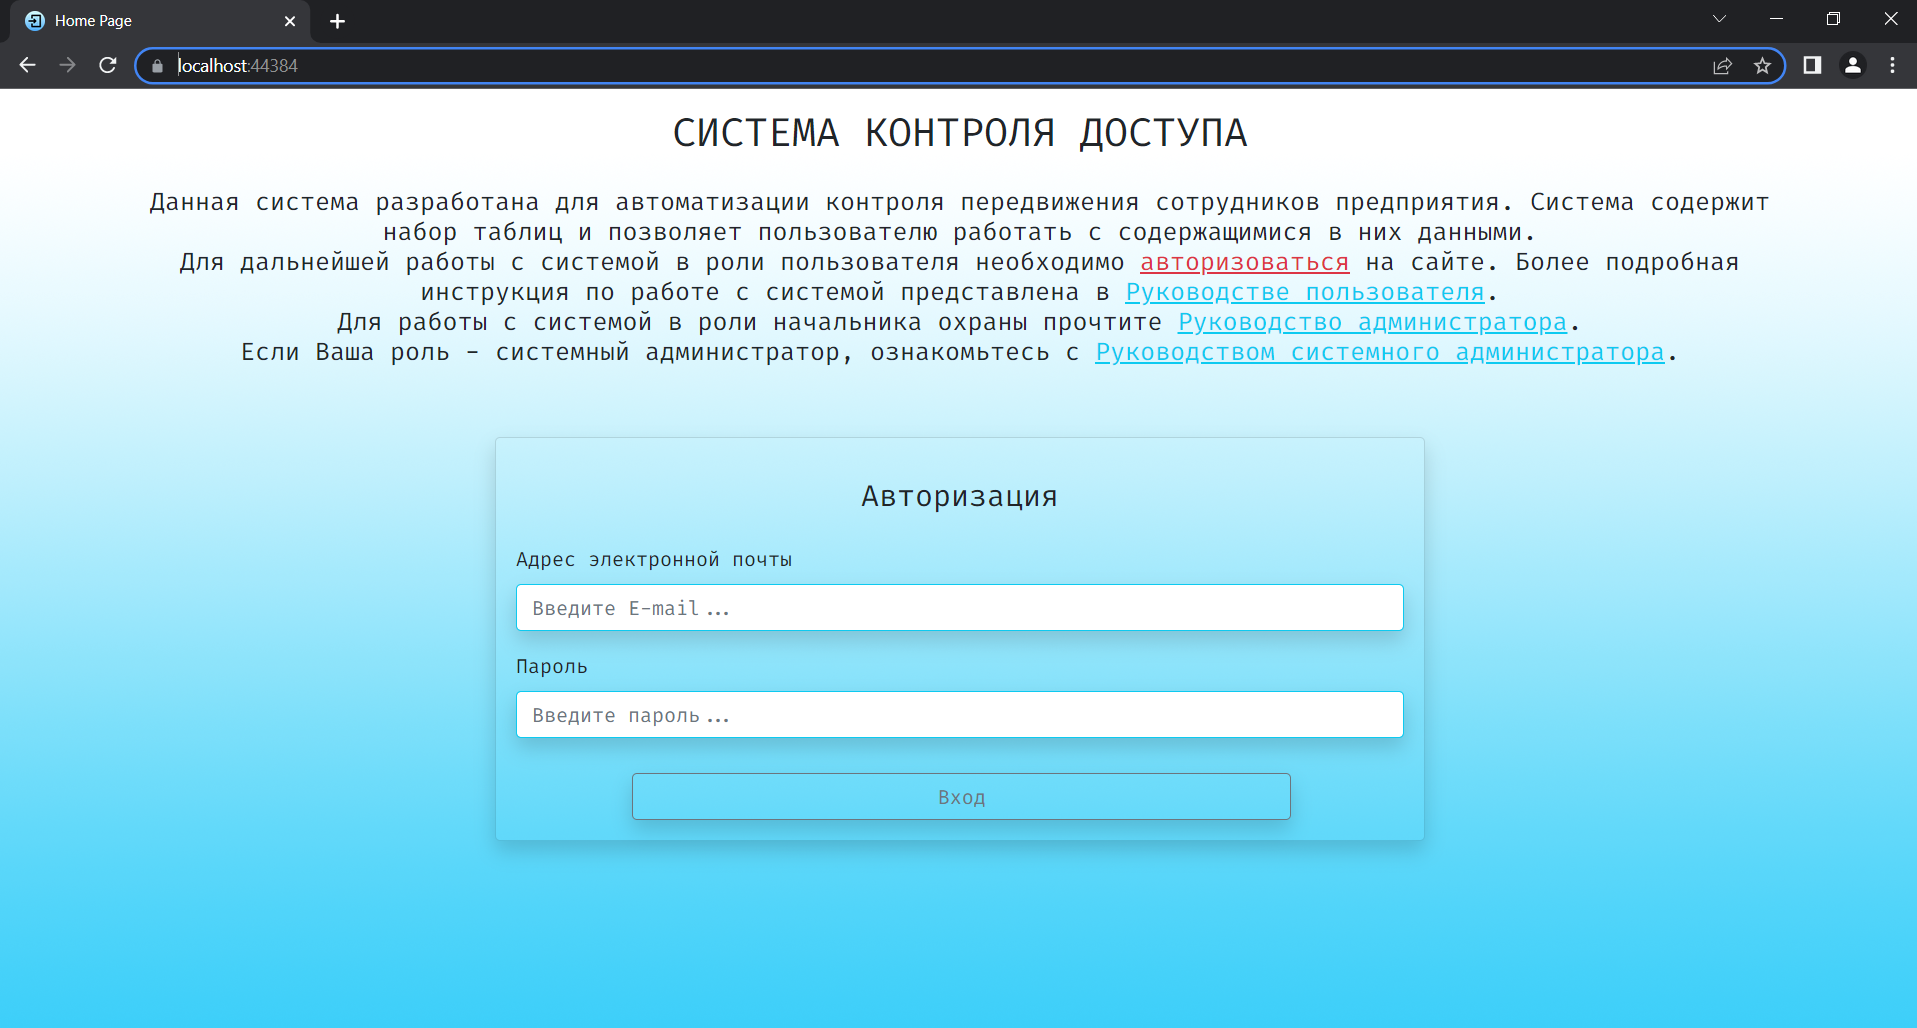 Home Page
localhost:44384
СИСТЕМА КОНТРОЛЯ ДОСТУПА
Данная система разработана для автоматизации контроля передвижения сотрудников предприятия. Система содержит
набор таблиц и позволяет пользователю работать с содержащимися в них данными.
Для дальнейшей работы с системой в роли пользователя необходимо авторизоваться на сайте. Более подробная
инструкция по работе с системой представлена в Руководстве пользователя.
Для работы с системой в роли начальника охраны прочтите Руководство администратора.
Если Ваша роль - системный администратор, ознакомьтесь с Руководством системного администратора.
Авторизация
Адрес электронной почты
Введите E-mail...
Пароль
Введите пароль...
Вход